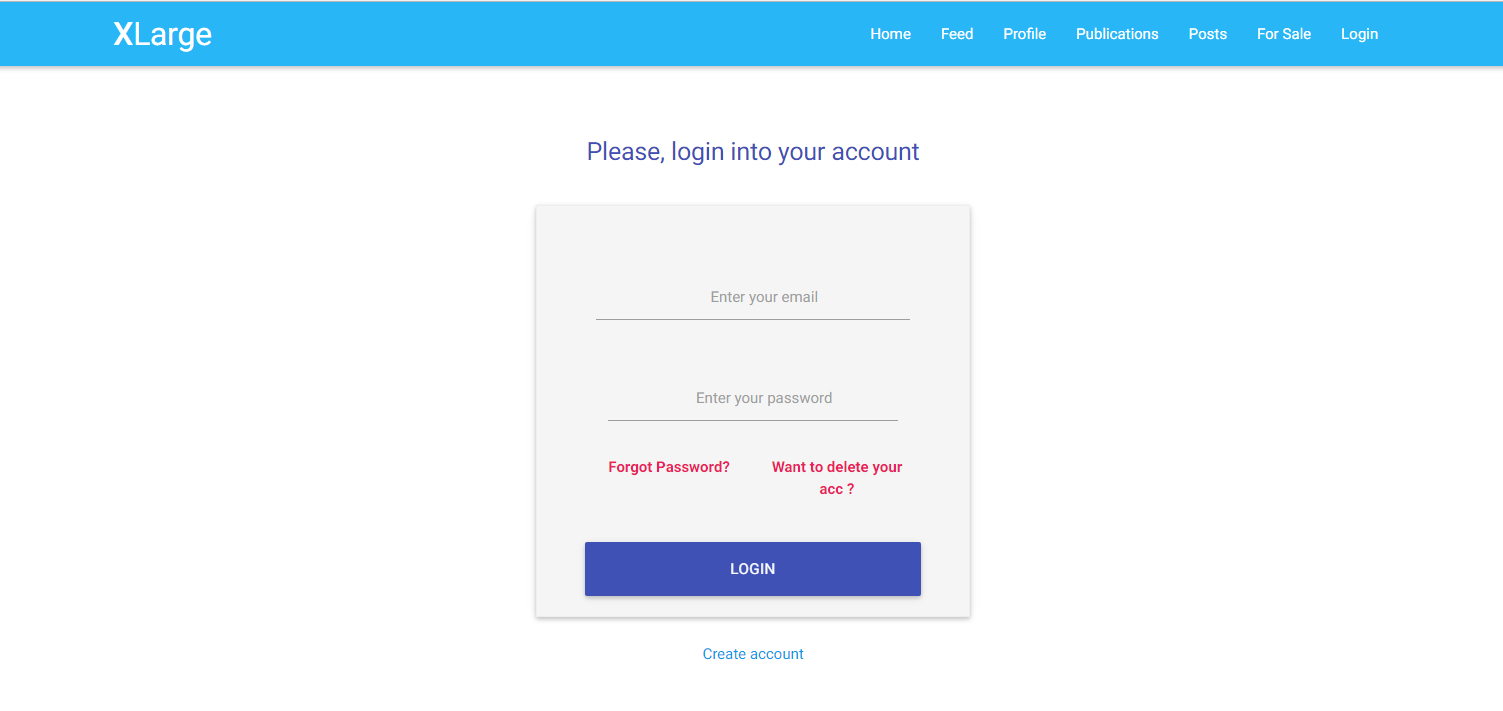 XLarge
Home Feed Profile Publications Posts For Sale Login
Please, login into your account
Enter your email
Enter your password
Forgot Password? Want to delete your
acc ?
LOGIN
Create account